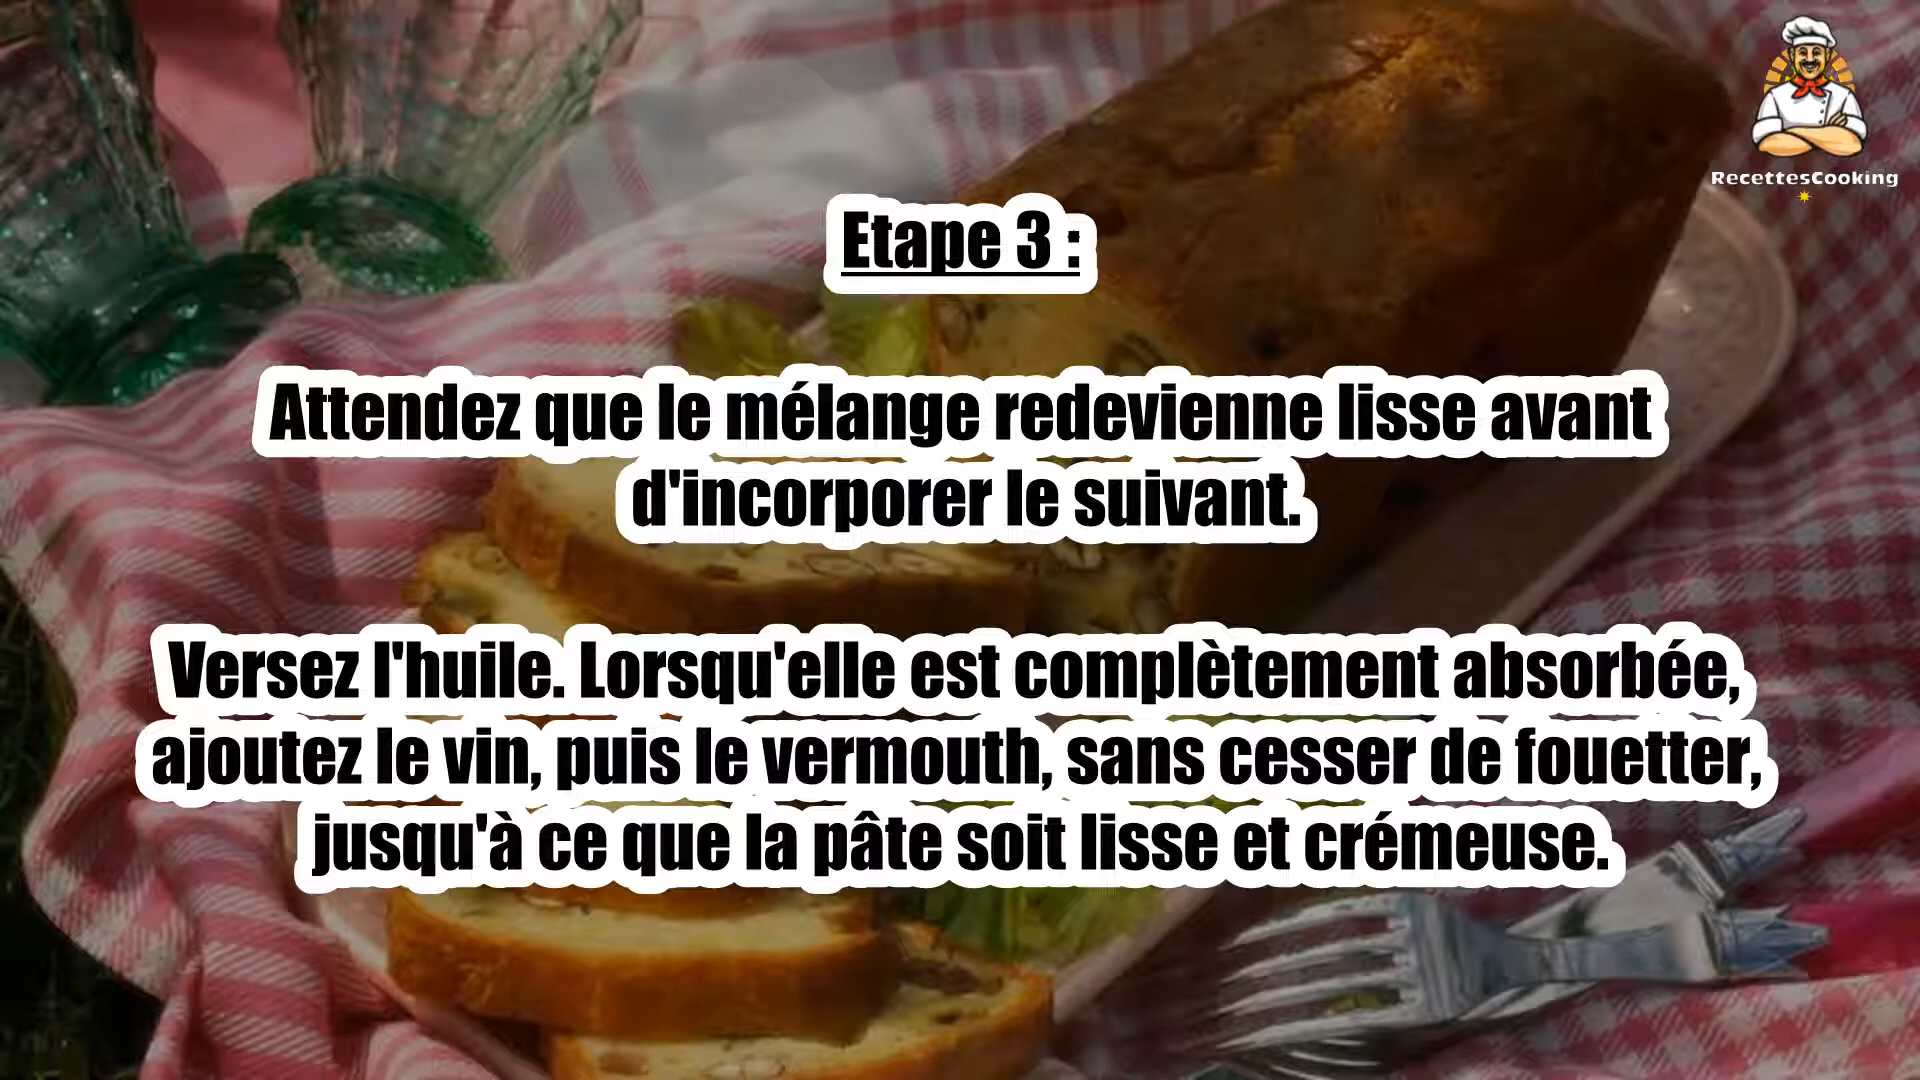 RecettesCooking
Etape 3 :
Attendez que le mélange redevienne lisse avant
d'incorporer le suivant.
Versez l'huile. Lorsqu'elle est complètement absorbée,
ajoutez le vin, puis le vermouth, sans cesser de fouetter,
jusqu'à ce que la pâte soit lisse et crémeuse.